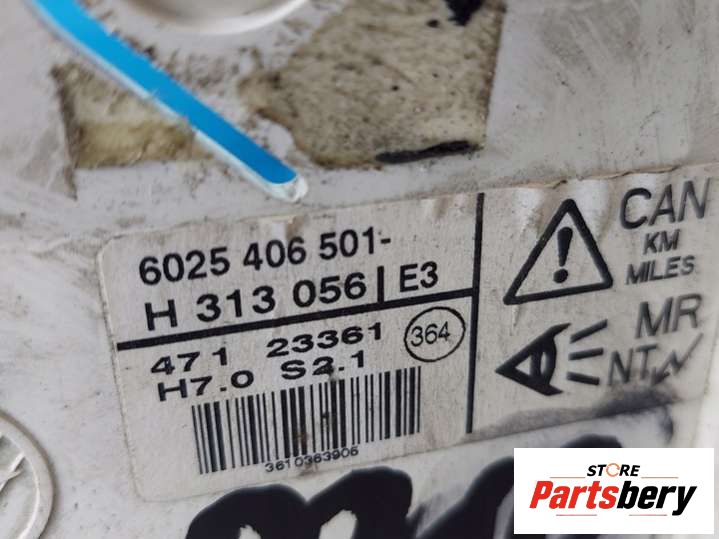 6025 406 501-
H 313 056 E3
471 23361 364
H7.0 S2.1
3610363906
CAN
KM
MILES
MR
NT
STORE
Partsbery